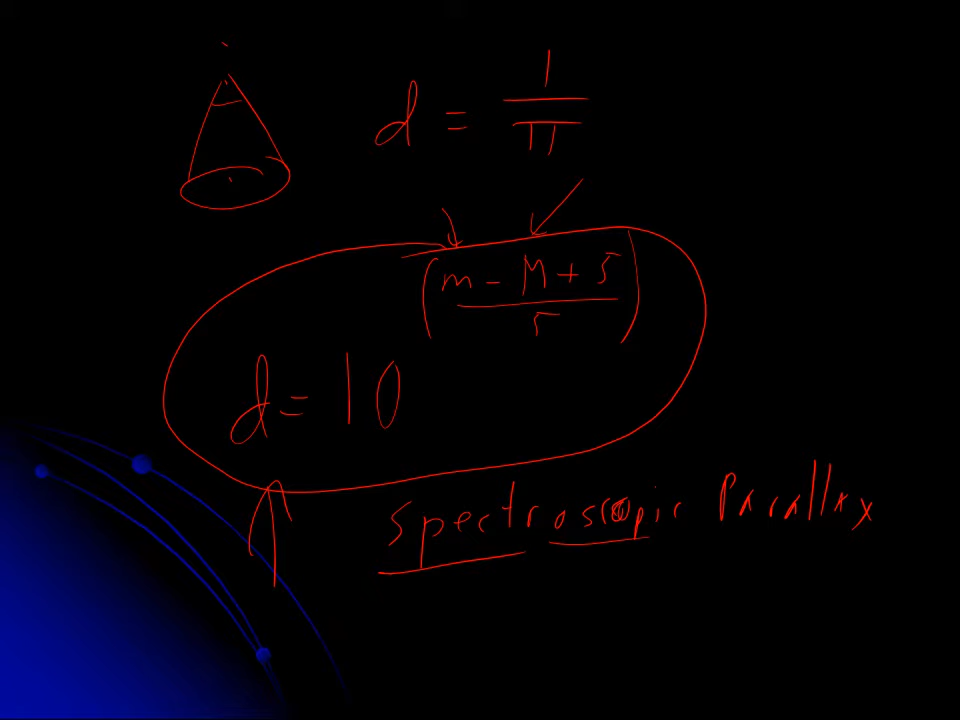 d = 1/π
d = 10^((m - M + 5)/5)
Spectroscopic Parallax